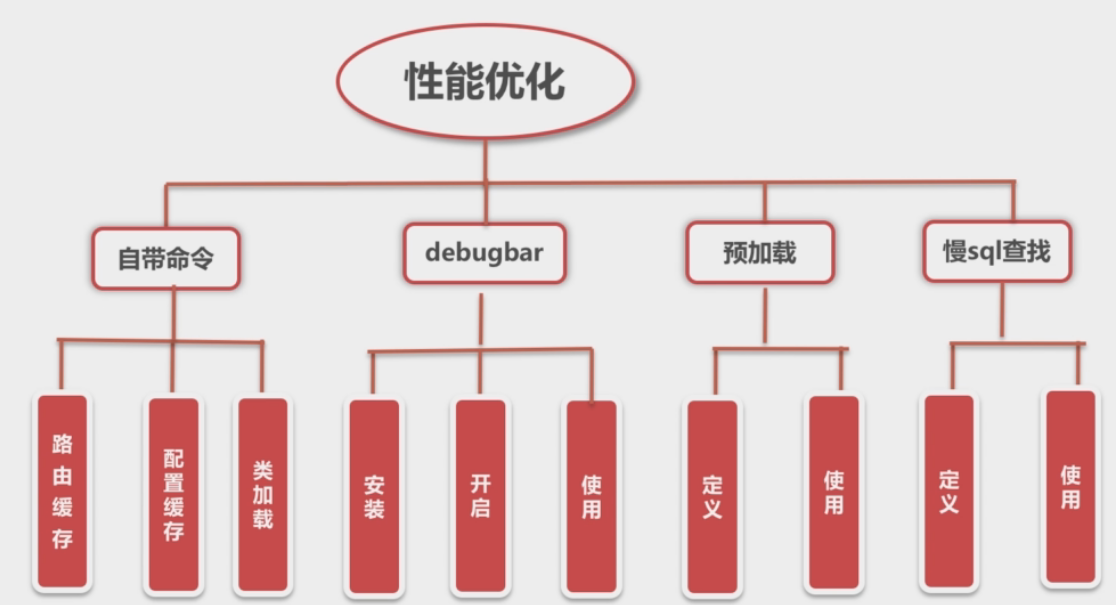 性能优化
自带命令
debugbar
预加载
慢sql查找
路由缓存
配置缓存
类加载
安装
开启
使用
定义
使用
定义
使用